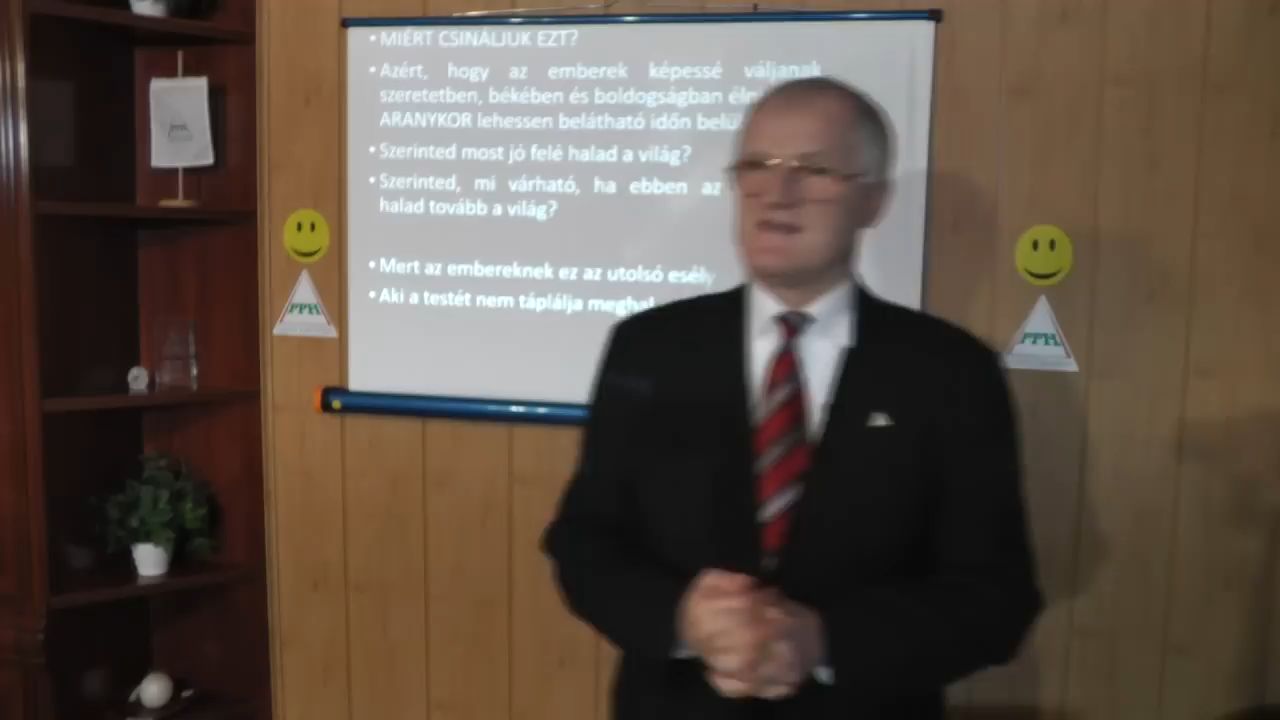 • MIÉRT CSINÁLJUK EZT?
• Azért, hogy az emberek képessé váljanak
szeretetben, békében és boldogságban
ARANYKOR lehessen belátható időn
• Szerinted most jó felé halad a világ?
• Szerinted, mi várható, ha ebben az
halad tovább a világ?
• Mert az embereknek ez az utolsó esély
• Aki a testét nem táplálja
PPH
PPH